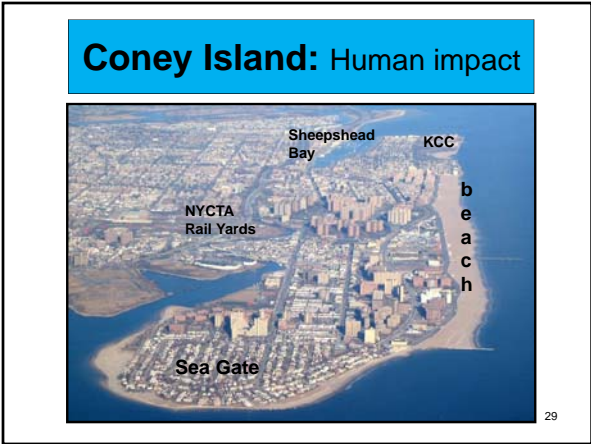 Coney Island: Human impact
Sheepshead
Bay
KCC
NYCTA
Rail Yards
b
e
a
c
h
Sea Gate
29